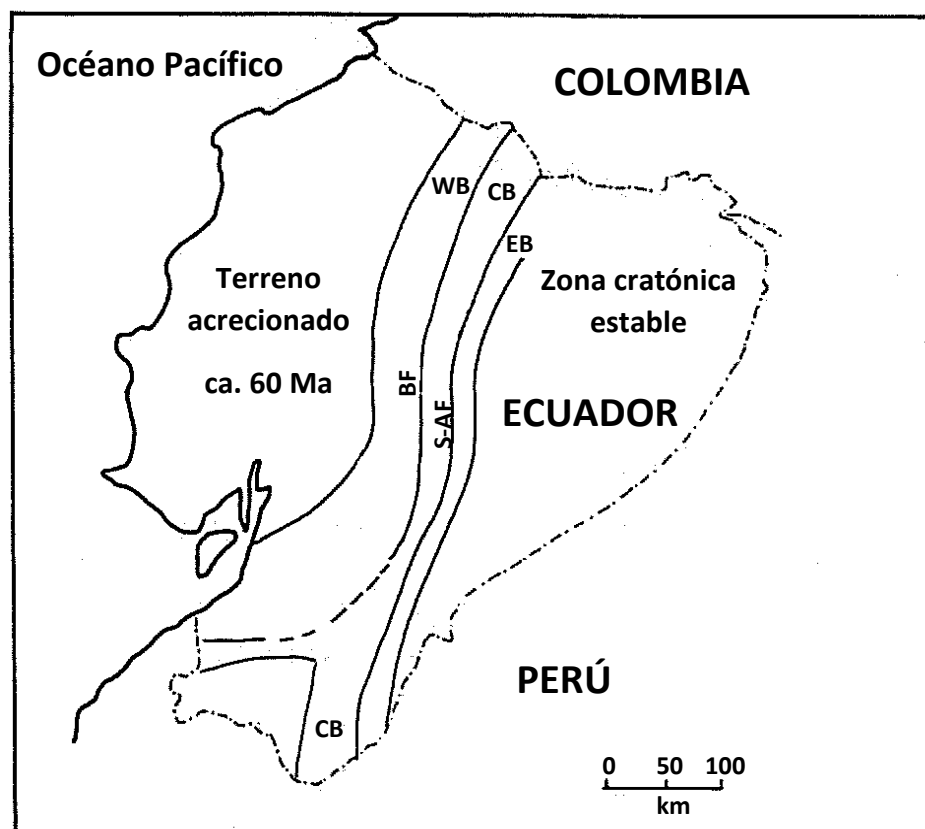 Océano Pacífico
COLOMBIA
WB
CB
EB
Terreno
acrecionado
ca. 60 Ma
Zona cratónica
estable
BF
S-AF
ECUADOR
PERÚ
CB
0 50 100
km